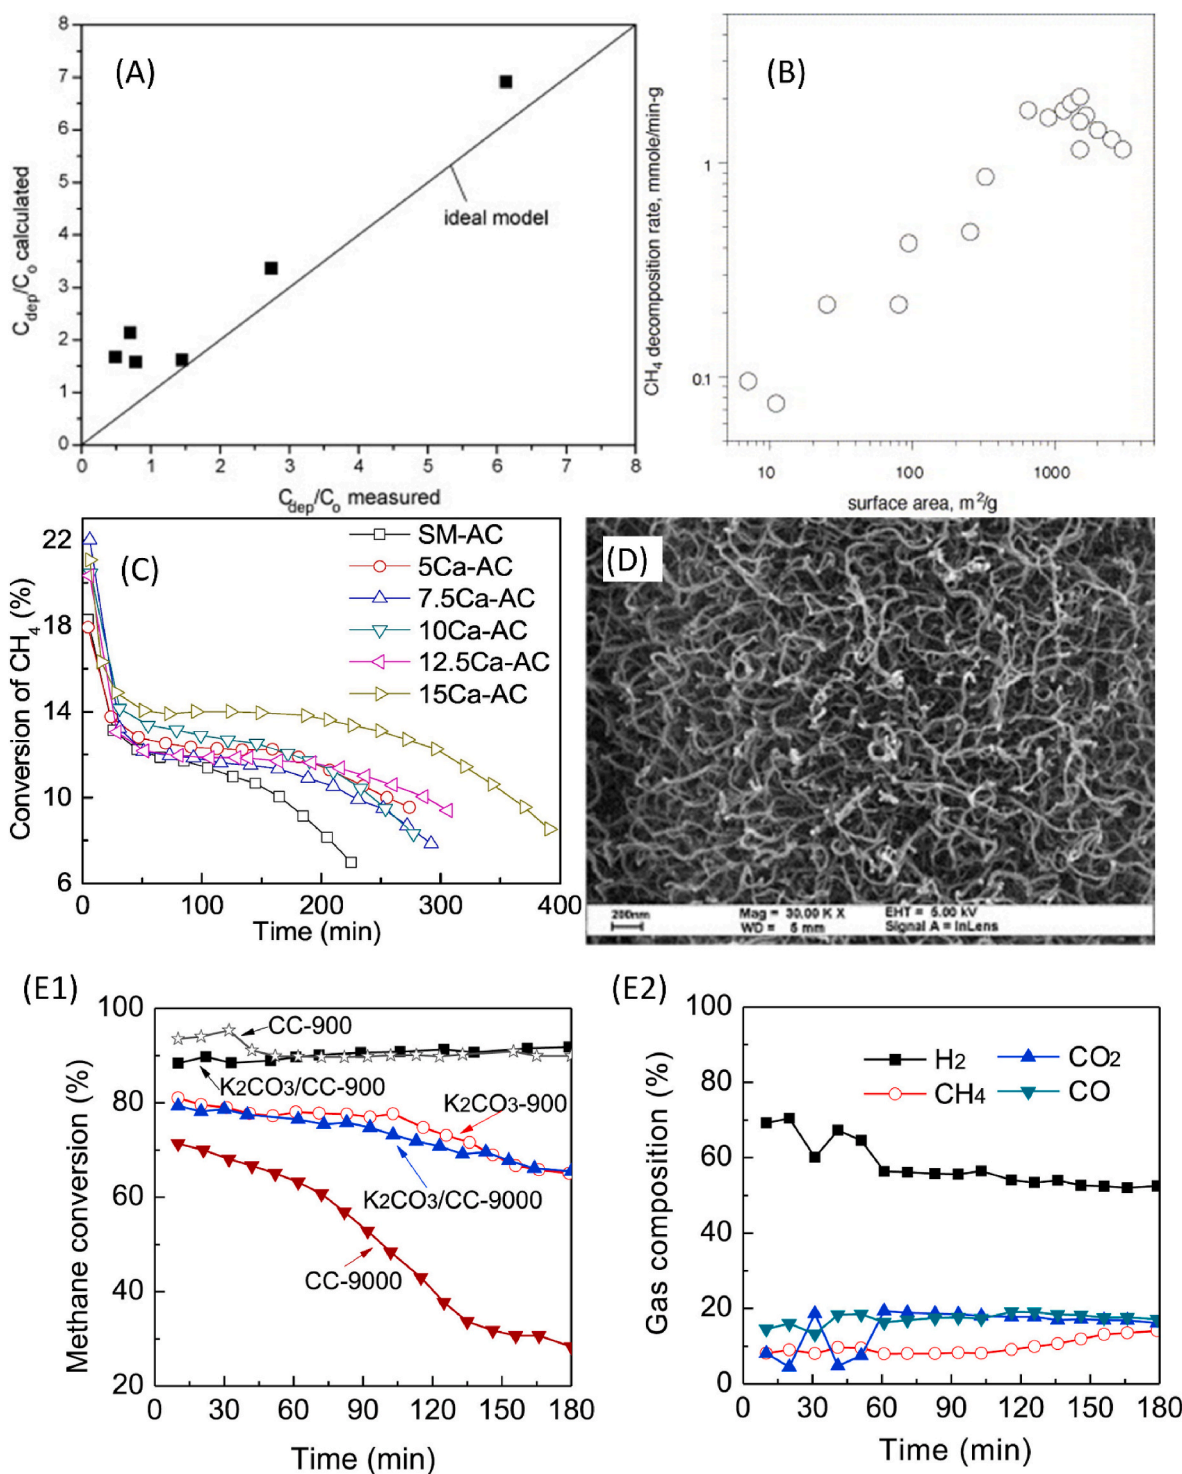 (A)
8
7
6
5
4
3
2
1
0
C_dep/C_o calculated
ideal model
0 1 2 3 4 5 6 7 8
C_dep/C_o measured
(B)
CH4 decomposition rate, mmole/min-g
1
0.1
10 100 1000
surface area, m²/g
(C)
Conversion of CH4 (%)
22
18
14
10
6
SM-AC
5Ca-AC
7.5Ca-AC
10Ca-AC
12.5Ca-AC
15Ca-AC
0 100 200 300 400
Time (min)
(D)
200nm Mag = 30.00 K X EHT = 5.00 kV
WD = 5 mm Signal A = InLens
(E1)
Methane conversion (%)
100
80
60
40
20
CC-900
K2CO3/CC-900
K2CO3-900
K2CO3/CC-9000
CC-9000
0 30 60 90 120 150 180
Time (min)
(E2)
Gas composition (%)
100
80
60
40
20
0
H2 CO2
CH4 CO
0 30 60 90 120 150 180
Time (min)